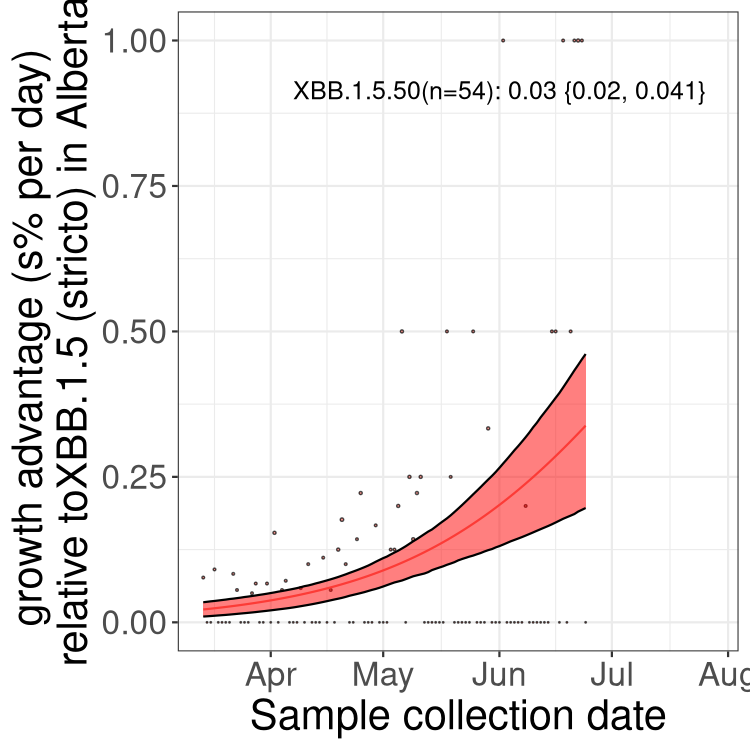 growth advantage (s% per day)
relative toXBB.1.5 (stricto) in Alberta
1.00
XBB.1.5.50(n=54): 0.03 {0.02, 0.041}
0.75
0.50
0.25
0.00
Apr May Jun Jul Aug
Sample collection date